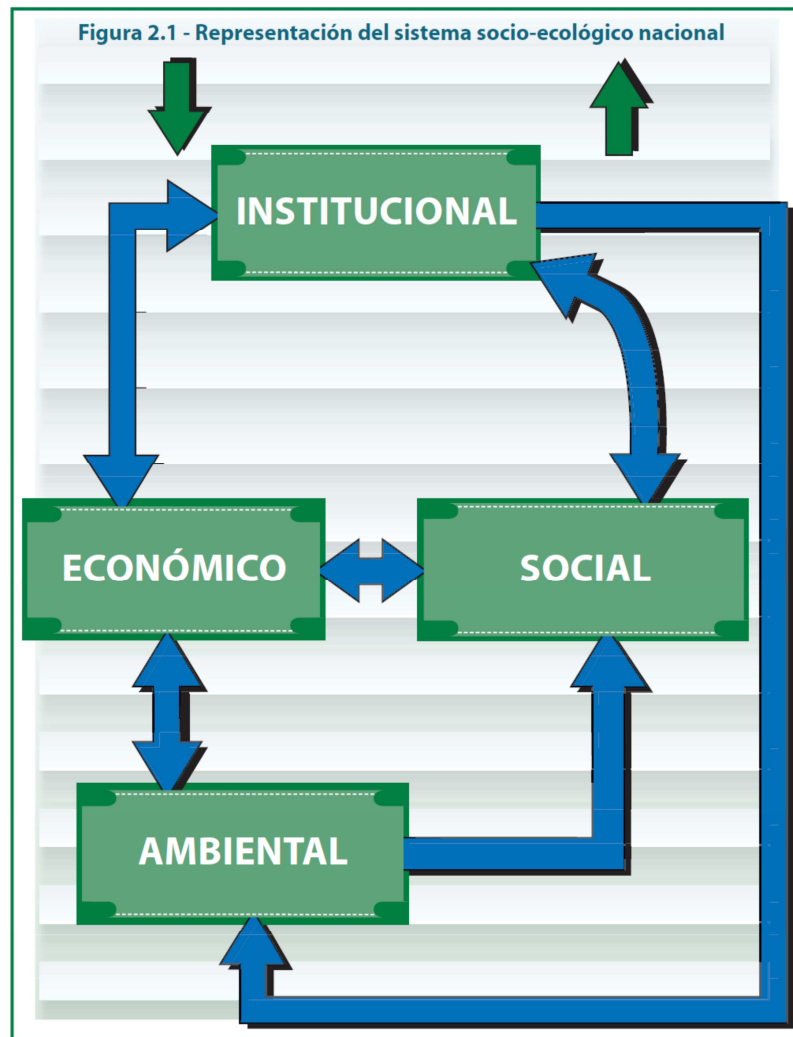 Figura 2.1 - Representación del sistema socio-ecológico nacional
INSTITUCIONAL
ECONÓMICO
SOCIAL
AMBIENTAL